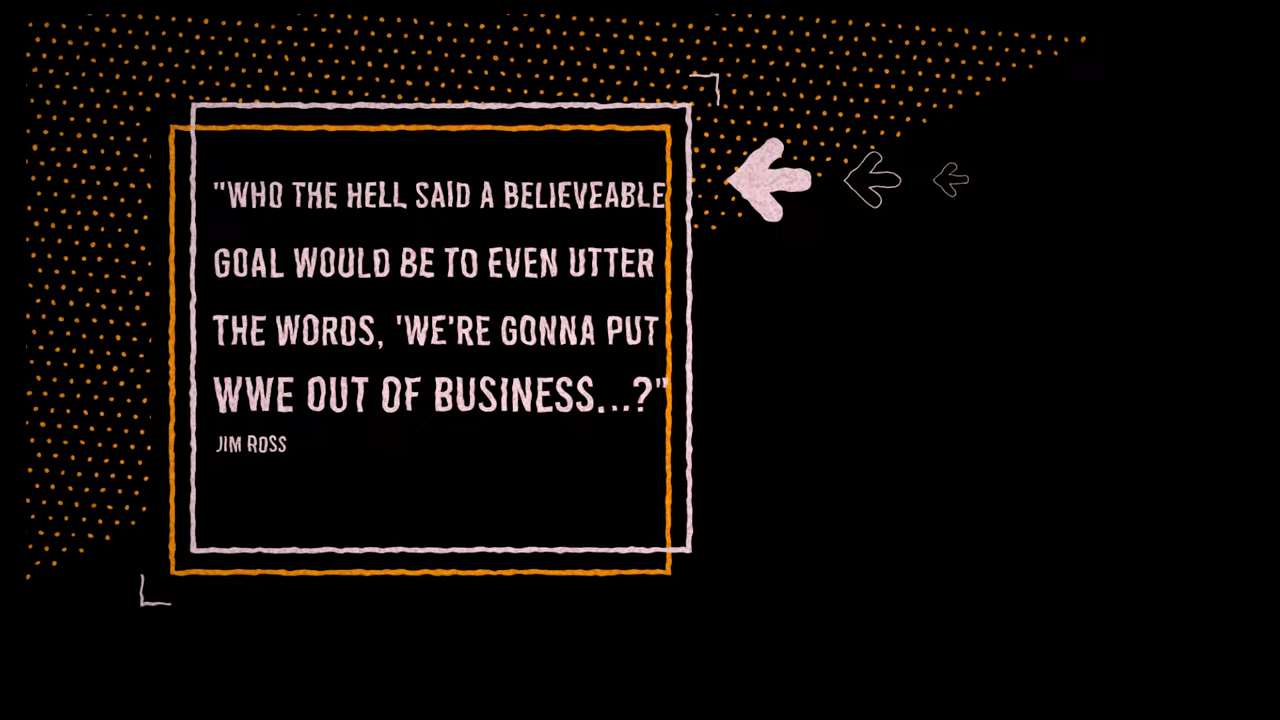 "WHO THE HELL SAID A BELIEVEABLE
GOAL WOULD BE TO EVEN UTTER
THE WORDS, 'WE'RE GONNA PUT
WWE OUT OF BUSINESS...?"
JIM ROSS